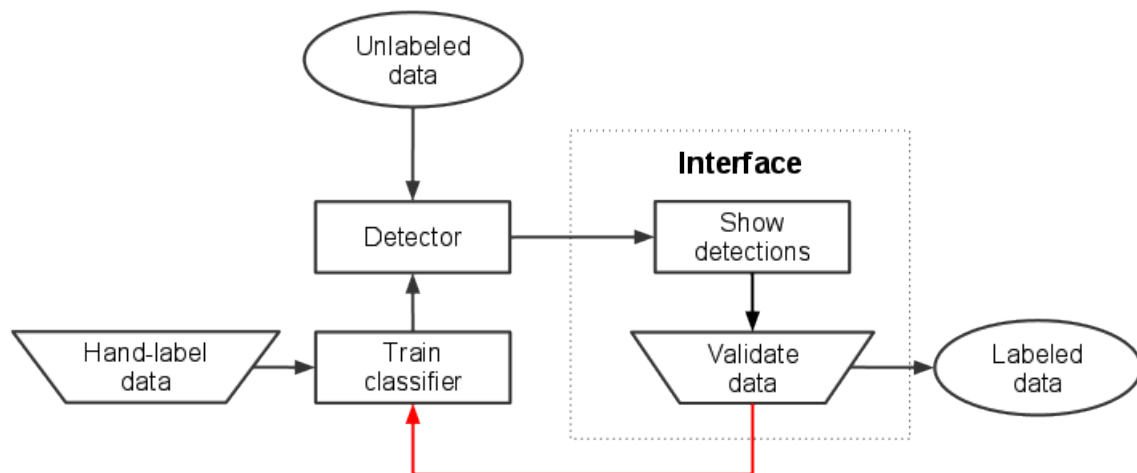 Unlabeled
data
Interface
Detector
Show
detections
Hand-label
data
Train
classifier
Validate
data
Labeled
data